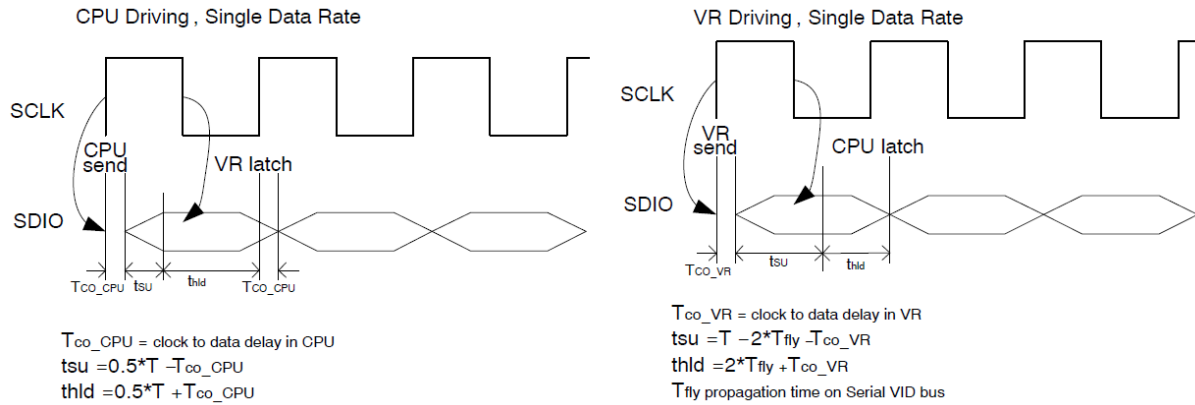 CPU Driving , Single Data Rate
SCLK
CPU
send
VR latch
SDIO
TCO_CPU
tSU
thld
TCO_CPU
Tco_CPU = clock to data delay in CPU
tsu =0.5*T –Tco_CPU
thld =0.5*T +Tco_CPU
VR Driving , Single Data Rate
SCLK
VR
send
CPU latch
SDIO
TCO_VR
tSU
thld
Tco_VR = clock to data delay in VR
tsu =T –2*Tfly –Tco_VR
thld =2*Tfly +Tco_VR
Tfly propagation time on Serial VID bus